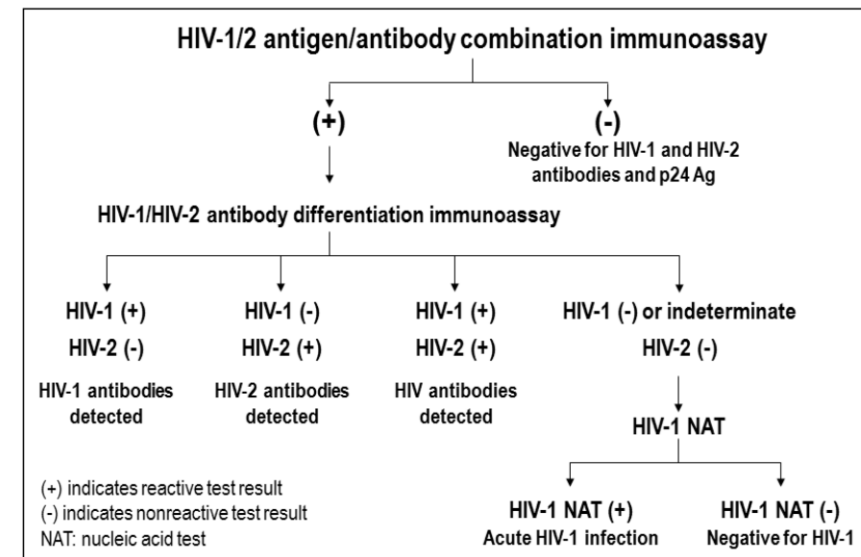 HIV-1/2 antigen/antibody combination immunoassay
(+)
(-)
Negative for HIV-1 and HIV-2
antibodies and p24 Ag
HIV-1/HIV-2 antibody differentiation immunoassay
HIV-1 (+)
HIV-2 (-)
HIV-1 antibodies
detected
HIV-1 (-)
HIV-2 (+)
HIV-2 antibodies
detected
HIV-1 (+)
HIV-2 (+)
HIV antibodies
detected
HIV-1 (-) or indeterminate
HIV-2 (-)
HIV-1 NAT
HIV-1 NAT (+)
Acute HIV-1 infection
HIV-1 NAT (-)
Negative for HIV-1
(+) indicates reactive test result
(-) indicates nonreactive test result
NAT: nucleic acid test